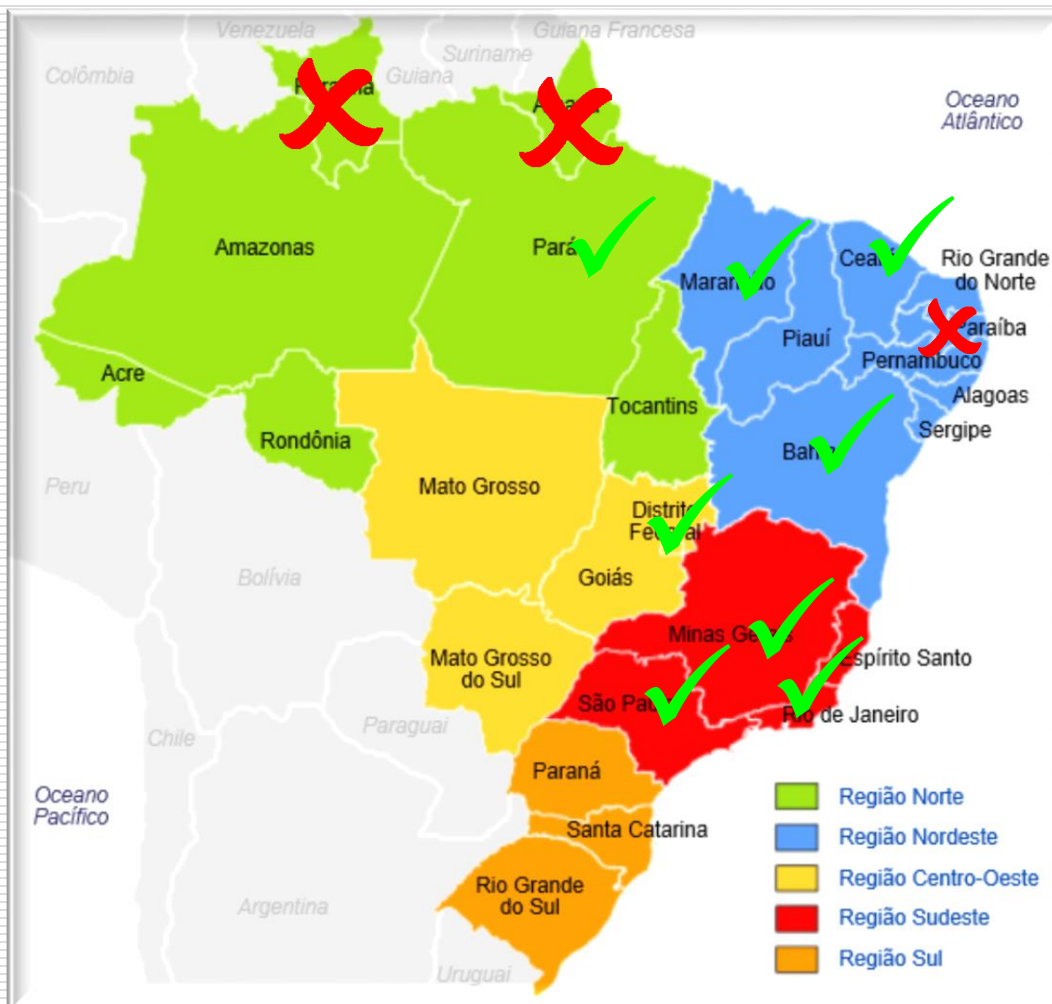 Venezuela
Guiana Francesa
Suriname
Colômbia
Guiana
Oceano
Atlântico
Amazonas
Pará
Maranhão
Ceará
Rio Grande
do Norte
Paraíba
Piauí
Pernambuco
Acre
Alagoas
Tocantins
Sergipe
Rondônia
Bahia
Peru
Mato Grosso
Distrito
Federal
Bolívia
Goiás
Minas Gerais
Mato Grosso
do Sul
Espírito Santo
São Paulo
Rio de Janeiro
Paraguai
Chile
Paraná
Oceano
Pacífico
Santa Catarina
Rio Grande
do Sul
Argentina
Uruguai
Região Norte
Região Nordeste
Região Centro-Oeste
Região Sudeste
Região Sul